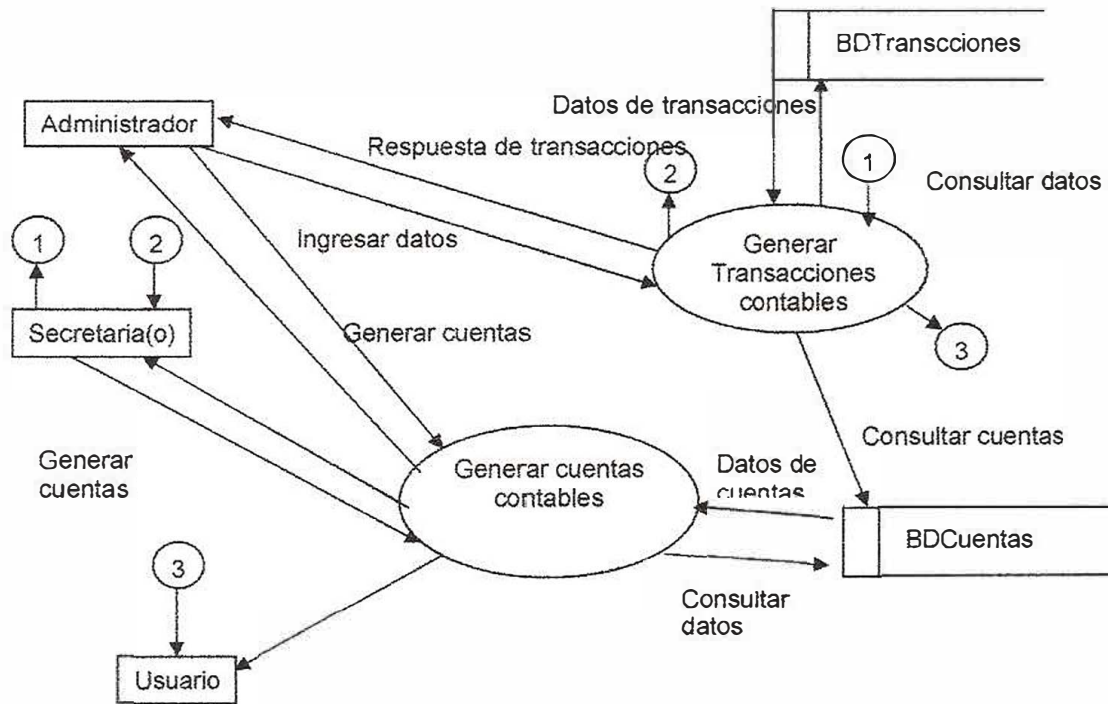 BDTranscciones
Datos de transacciones
Administrador
Respuesta de transacciones
1
2
Consultar datos
1
2
Ingresar datos
Generar
Transacciones
contables
Secretaria(o)
Generar cuentas
3
Consultar cuentas
Generar
cuentas
Generar cuentas
contables
Datos de
cuentas
BDCuentas
3
Consultar
datos
Usuario